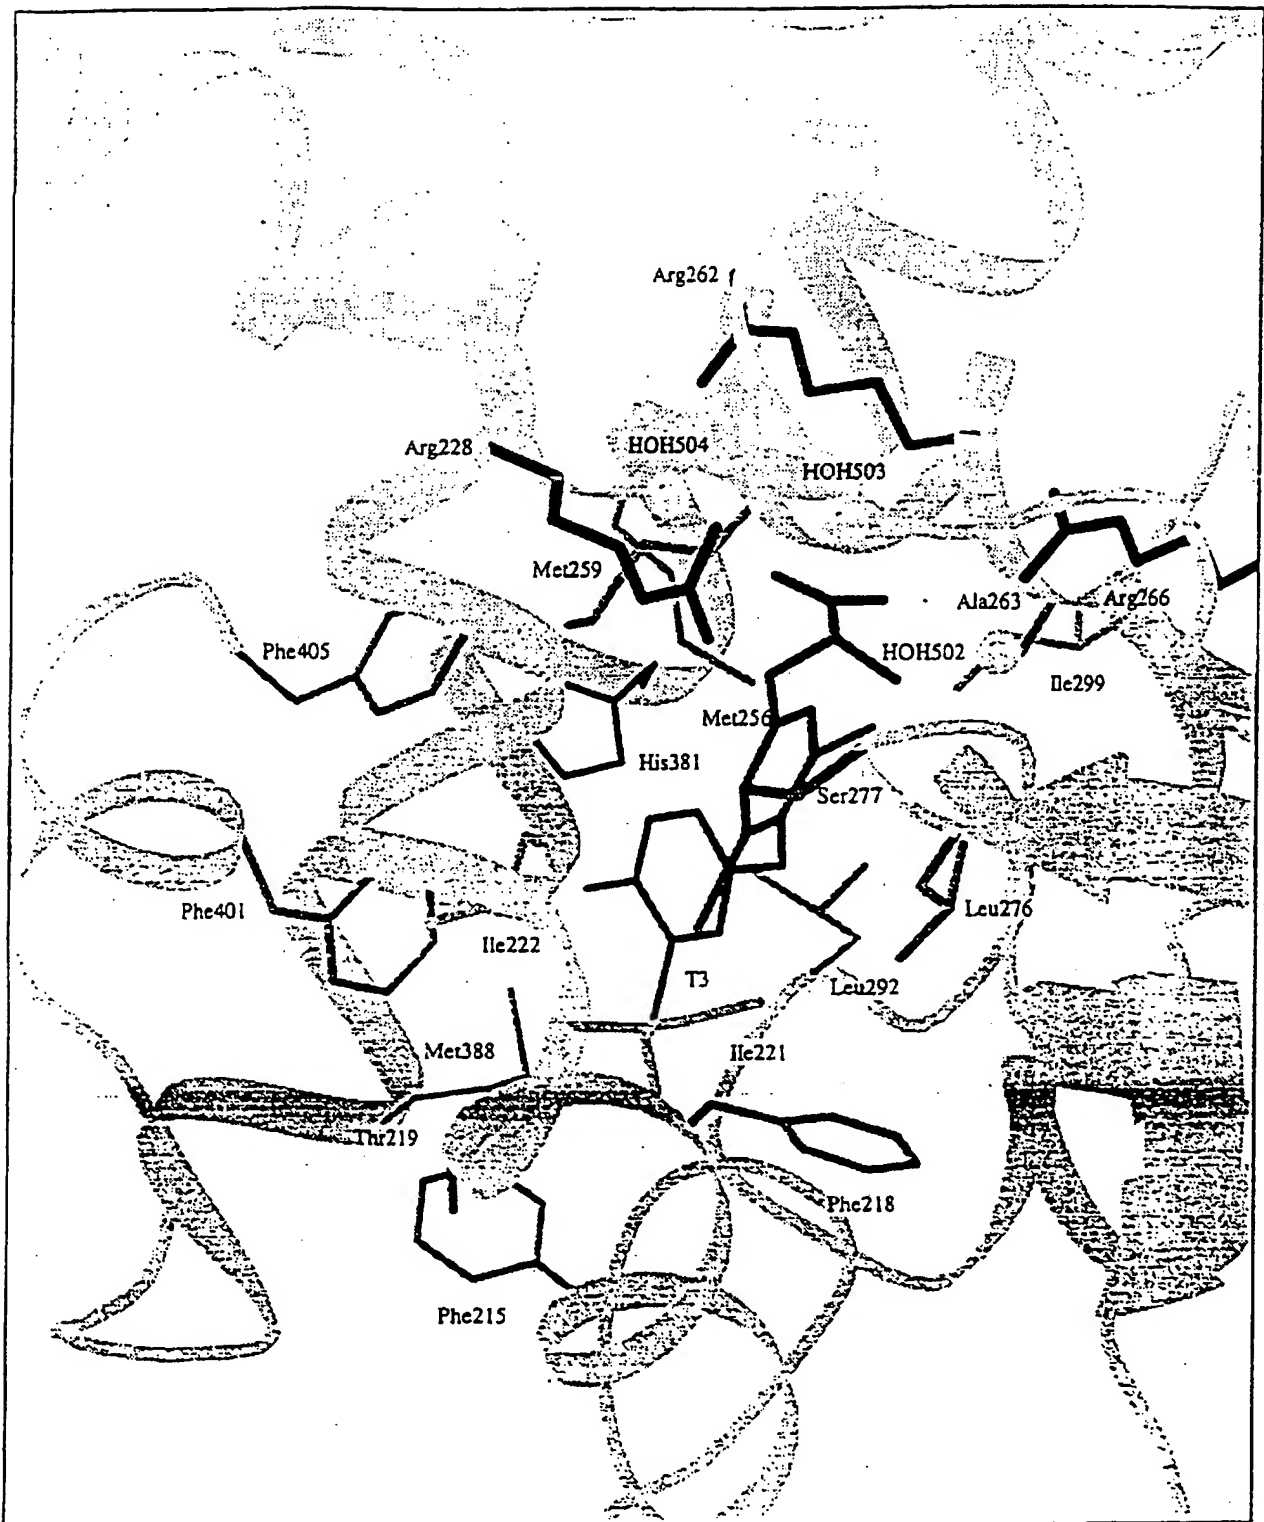 Arg262
Arg228
HOH504
HOH503
Met259
Ala263
Arg266
Phe405
HOH502
Ile299
Met256
His381
Ser277
Phe401
Leu276
Ile222
T3
Leu292
Met388
Ile221
Thr219
Phe218
Phe215